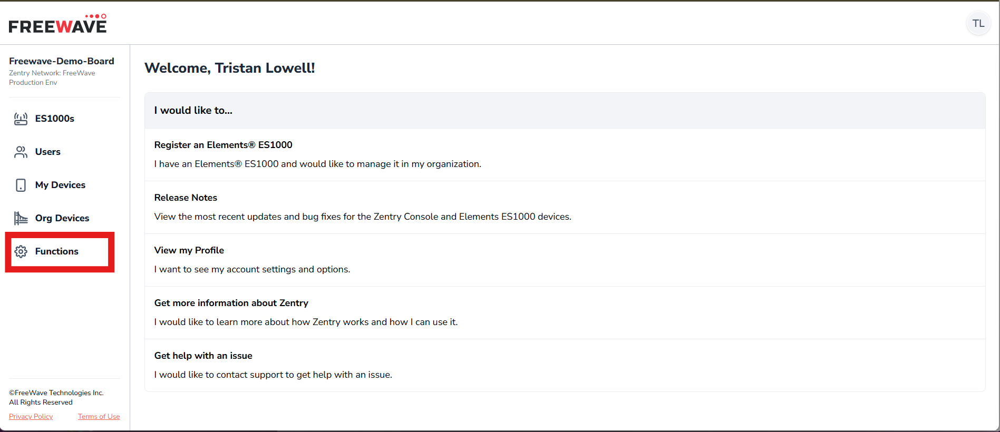 FREEWAVE
TL
Freewave-Demo-Board
Zentry Network: FreeWave
Production Env
ES1000s
Users
My Devices
Org Devices
Functions
©FreeWave Technologies Inc.
All Rights Reserved
Privacy Policy
Terms of Use
Welcome, Tristan Lowell!
I would like to...
Register an Elements® ES1000
I have an Elements® ES1000 and would like to manage it in my organization.
Release Notes
View the most recent updates and bug fixes for the Zentry Console and Elements ES1000 devices.
View my Profile
I want to see my account settings and options.
Get more information about Zentry
I would like to learn more about how Zentry works and how I can use it.
Get help with an issue
I would like to contact support to get help with an issue.